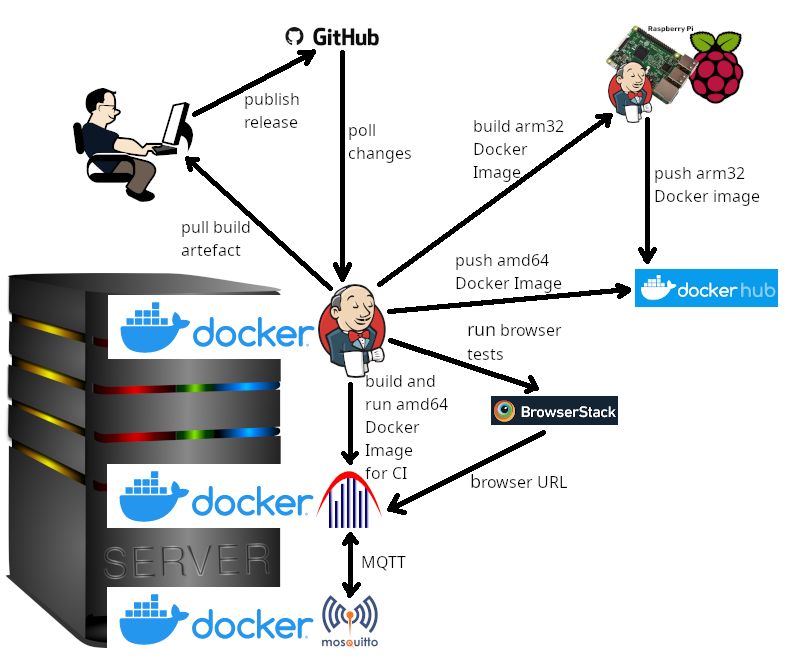 GitHub
Raspberry Pi
publish
release
poll
changes
build arm32
Docker
Image
push arm32
Docker image
pull build
artefact
push amd64
Docker Image
docker hub
docker
run browser
tests
build and
run amd64
Docker
Image
for CI
BrowserStack
browser URL
docker
SERVER
MQTT
docker
mosquitto